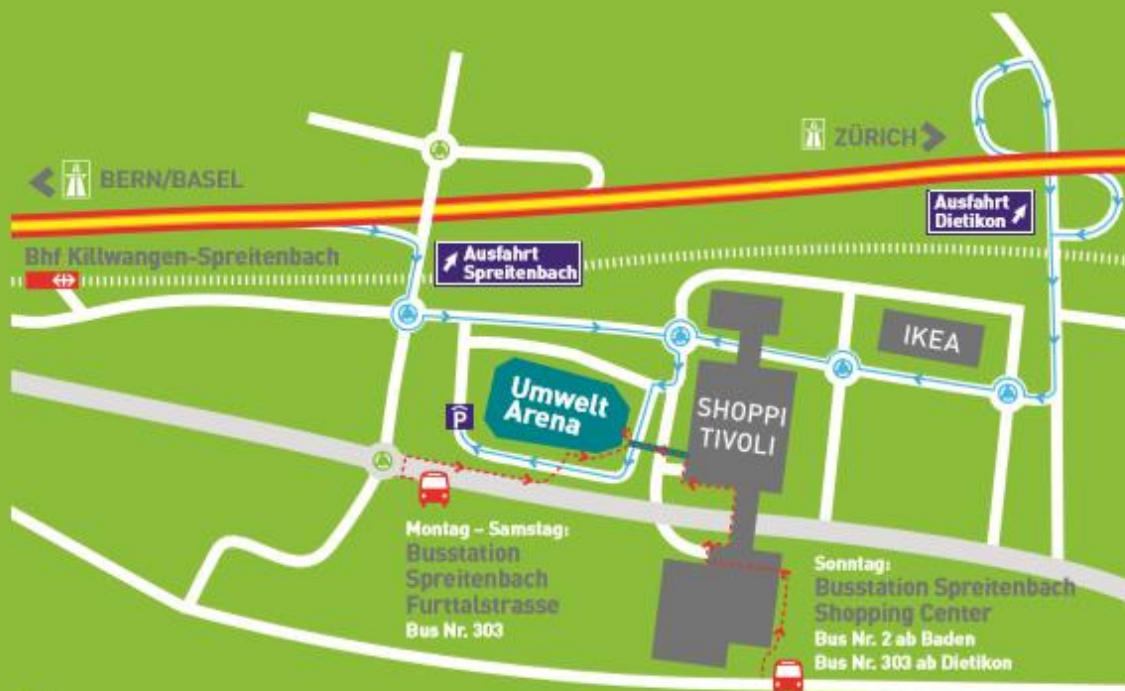 ZÜRICH
BERN/BASEL
Ausfahrt
Dietikon
Bhf Killwangen-Spreitenbach
Ausfahrt
Spreitenbach
IKEA
Umwelt
Arena
SHOPPI
TIVOLI
P
Montag – Samstag:
Busstation
Spreitenbach
Furttalstrasse
Bus Nr. 303
Sonntag:
Busstation Spreitenbach
Shopping Center
Bus Nr. 2 ab Baden
Bus Nr. 303 ab Dietikon